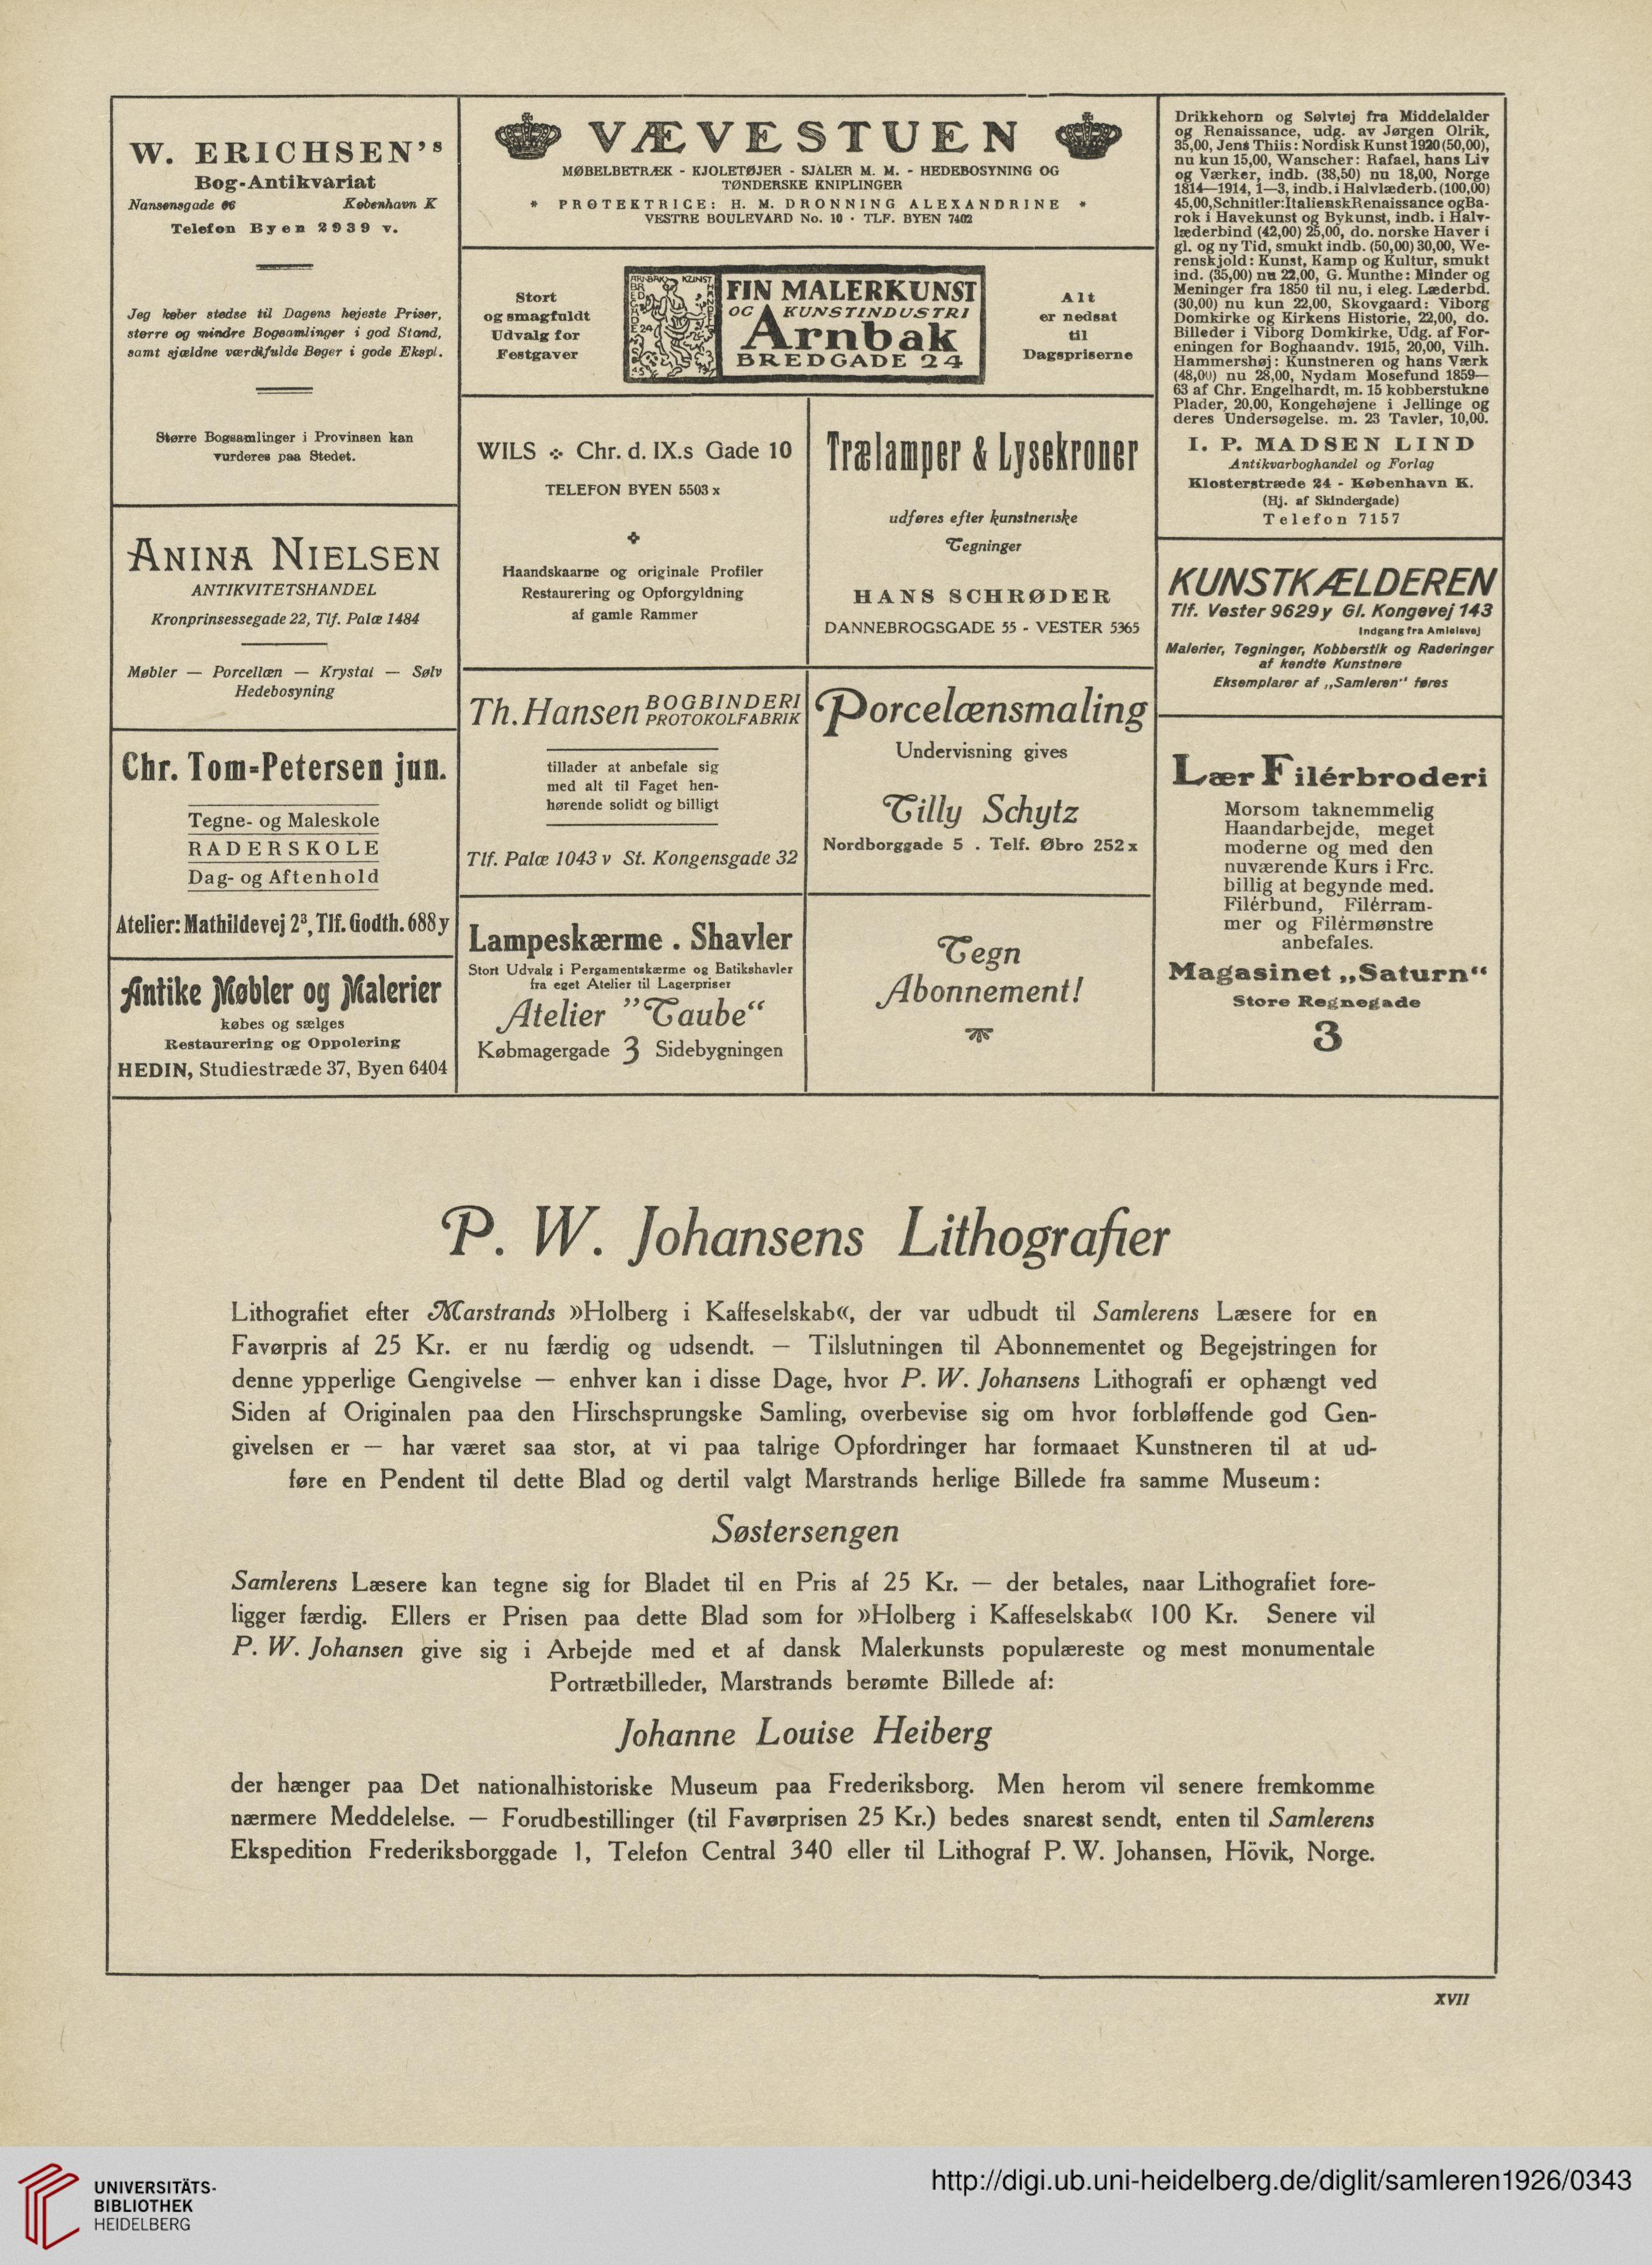 W. ERICHSEN's
Bog-Antikvariat
Nansensgade 66 København K
Telefon Byen 2939 v.
Jeg køber stedse til Dagens højeste Priser,
større og mindre Bogsamlinger i god Stand,
samt sjældne værdifulde Bøger i gode Ekspl.
Større Bogsamlinger i Provinsen kan
vurderes paa Stedet.
ANINA NIELSEN
ANTIKVITETSHANDEL
Kronprinsessegade 22, Tlf. Palæ 1484
Møbler — Porcellæn — Krystal — Sølv
Hedebosyning
Chr. Tom-Petersen jun.
Tegne- og Maleskole
RADERSKOLE
Dag- og Aftenhold
Atelier: Mathildevej 2³, Tlf. Godth. 688 y
Antike Møbler og Malerier
købes og sælges
Restaurering og Oppolering
HEDIN, Studiestræde 37, Byen 6404
VÆVESTUEN
MØBELBETRÆK - KJOLETØJER - SJALER M. M. - HEDEBOSYNING OG
TØNDERSKE KNIPLINGER
* PROTEKTRICE: H. M. DRONNING ALEXANDRINE *
VESTRE BOULEVARD No. 10 · TLF. BYEN 7402
Stort
og smagfuldt
Udvalg for
Festgaver
ARNBAK KUNST
FIN MALERKUNST
OG KUNSTINDUSTRI
Arnbak
BREDGADE 24
Alt
er nedsat
til
Dagspriserne
WILS Chr. d. IX.s Gade 10
TELEFON BYEN 5503 x
Haandskaarne og originale Profiler
Restaurering og Opforgyldning
af gamle Rammer
Trælamper & Lysekroner
udføres efter kunstneriske
Tegninger
HANS SCHRØDER
DANNEBROGSGADE 55 - VESTER 5365
Th. Hansen BOGBINDERI
PROTOKOLFABRIK
tillader at anbefale sig
med alt til Faget hen-
hørende solidt og billigt
Tlf. Palæ 1043 v St. Kongensgade 32
Porcelænsmaling
Undervisning gives
Tilly Schytz
Nordborggade 5 . Telf. Øbro 252 x
Lampeskærme . Shavler
Stort Udvalg i Pergamentskærme og Batikshavler
fra eget Atelier til Lagerpriser
Atelier "Taube“
Købmagergade 3 Sidebygningen
Tegn
Abonnement!
Drikkehorn og Sølvtøj fra Middelalder
og Renaissance, udg. av Jørgen Olrik,
35,00, Jens Thiis: Nordisk Kunst 1920 (50,00),
nu kun 15,00, Wanscher: Rafael, hans Liv
og Værker, indb. (38,50) nu 18,00, Norge
1814—1914, 1—3, indb. i Halvlæderb. (100,00)
45,00, Schnitler: Italiensk Renaissance og Ba-
rok i Havekunst og Bykunst, indb. i Halv-
læderbind (42,00) 25,00, do. norske Haver i
gl. og ny Tid, smukt indb. (50,00) 30,00, We-
renskjold: Kunst, Kamp og Kultur, smukt
ind. (35,00) nu 22,00, G. Munthe: Minder og
Meninger fra 1850 til nu, i eleg. Læderbd.
(30,00) nu kun 22,00, Skovgaard: Viborg
Domkirke og Kirkens Historie, 22,00, do.
Billeder i Viborg Domkirke, Udg. af For-
eningen for Boghaandv. 1915, 20,00, Vilh.
Hammershøj: Kunstneren og hans Værk
(48,00) nu 28,00, Nydam Mosefund 1859—
63 af Chr. Engelhardt, m. 15 kobberstukne
Plader, 20,00, Kongehøjene i Jellinge og
deres Undersøgelse. m. 23 Tavler, 10,00.
I. P. MADSEN LIND
Antikvarboghandel og Forlag
Klosterstræde 24 - København K.
(Hj. af Skindergade)
Telefon 7157
KUNSTKÆLDEREN
Tlf. Vester 9629 y Gl. Kongevej 143
Indgang fra Amicisvej
Malerier, Tegninger, Kobberstik og Raderinger
af kendte Kunstnere
Eksemplarer af „Samleren" føres
Lær Filérbroderi
Morsom taknemmelig
Haandarbejde, meget
moderne og med den
nuværende Kurs i Frc.
billig at begynde med.
Filérbund, Filérram-
mer og Filérmønstre
anbefales.
Magasinet „Saturn“
Store Regnegade
3
P. W. Johansens Lithografier
Lithografiet efter Marstrands »Holberg i Kaffeselskab«, der var udbudt til Samlerens Læsere for en
Favørpris af 25 Kr. er nu færdig og udsendt. — Tilslutningen til Abonnementet og Begejstringen for
denne ypperlige Gengivelse — enhver kan i disse Dage, hvor P. W. Johansens Lithografi er ophængt ved
Siden af Originalen paa den Hirschsprungske Samling, overbevise sig om hvor forbløffende god Gen-
givelsen er — har været saa stor, at vi paa talrige Opfordringer har formaaet Kunstneren til at ud-
føre en Pendent til dette Blad og dertil valgt Marstrands herlige Billede fra samme Museum:
Søstersengen
Samlerens Læsere kan tegne sig for Bladet til en Pris af 25 Kr. — der betales, naar Lithografiet fore-
ligger færdig. Ellers er Prisen paa dette Blad som for »Holberg i Kaffeselskab« 100 Kr. Senere vil
P. W. Johansen give sig i Arbejde med et af dansk Malerkunsts populæreste og mest monumentale
Portrætbilleder, Marstrands berømte Billede af:
Johanne Louise Heiberg
der hænger paa Det nationalhistoriske Museum paa Frederiksborg. Men herom vil senere fremkomme
nærmere Meddelelse. — Forudbestillinger (til Favørprisen 25 Kr.) bedes snarest sendt, enten til Samlerens
Ekspedition Frederiksborggade 1, Telefon Central 340 eller til Lithograf P. W. Johansen, Hövik, Norge.
XVII
UNIVERSITÄTS-
BIBLIOTHEK
HEIDELBERG
http://digi.ub.uni-heidelberg.de/diglit/samleren1926/0343